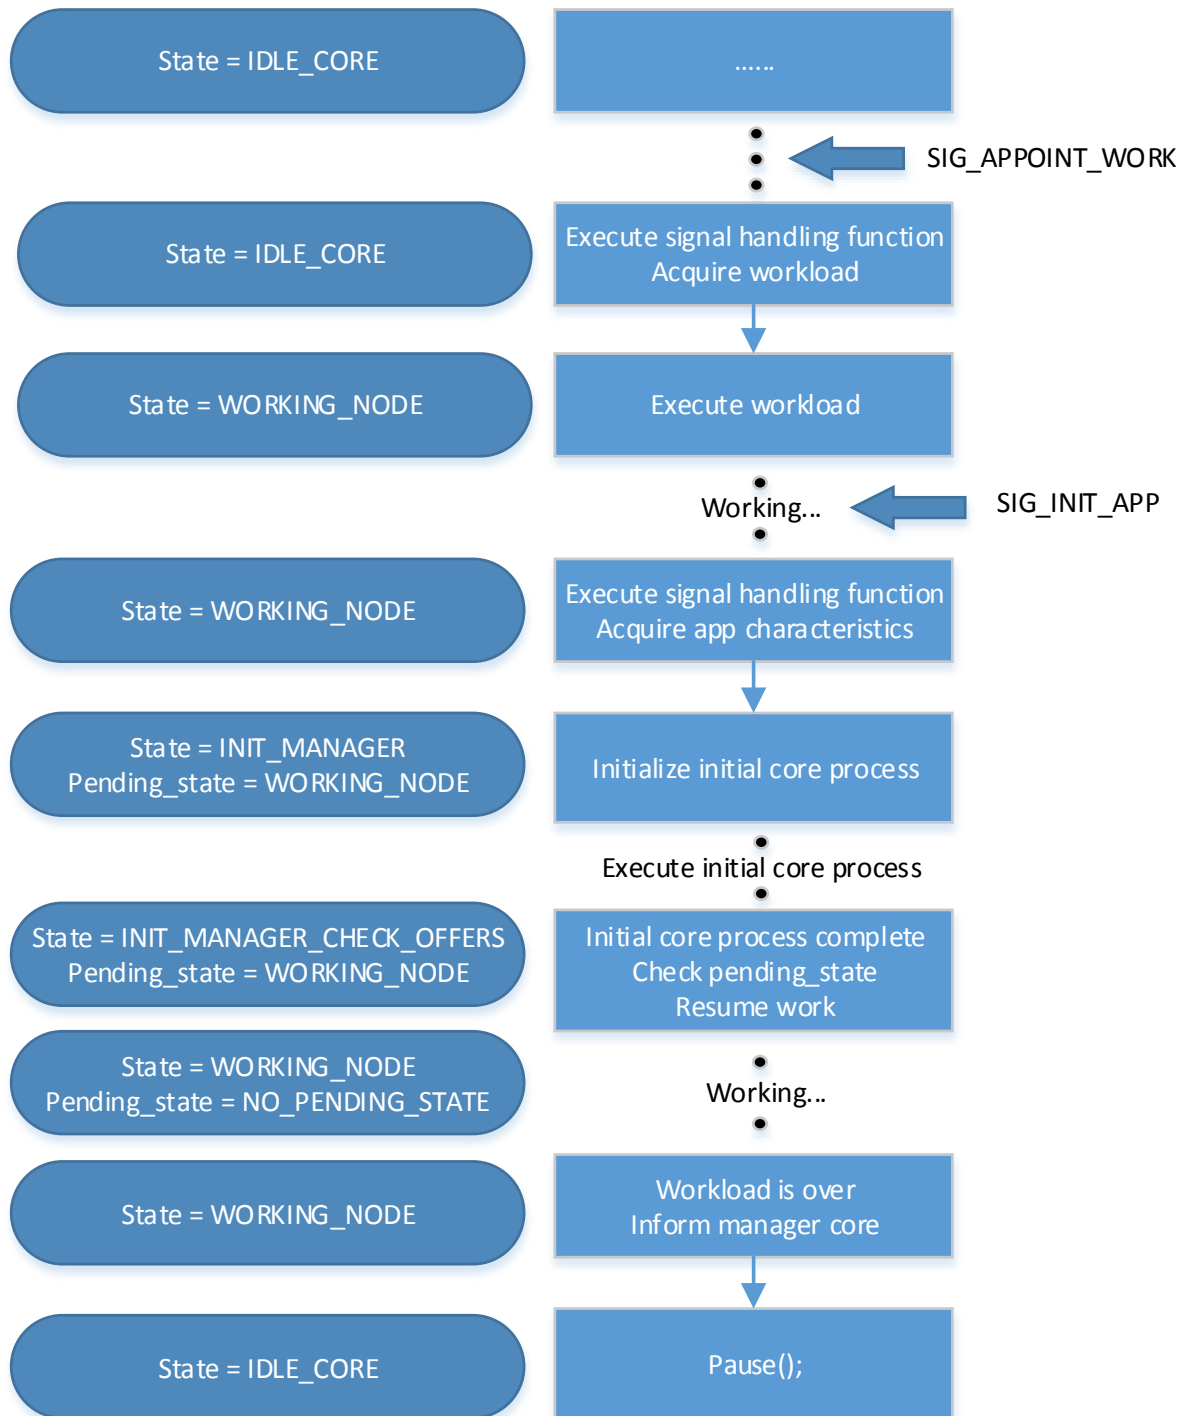 State = IDLE_CORE
......
SIG_APPOINT_WORK
State = IDLE_CORE
Execute signal handling function
Acquire workload
State = WORKING_NODE
Execute workload
Working...
SIG_INIT_APP
State = WORKING_NODE
Execute signal handling function
Acquire app characteristics
State = INIT_MANAGER
Pending_state = WORKING_NODE
Initialize initial core process
Execute initial core process
State = INIT_MANAGER_CHECK_OFFERS
Pending_state = WORKING_NODE
Initial core process complete
Check pending_state
Resume work
State = WORKING_NODE
Pending_state = NO_PENDING_STATE
Working...
State = WORKING_NODE
Workload is over
Inform manager core
State = IDLE_CORE
Pause();